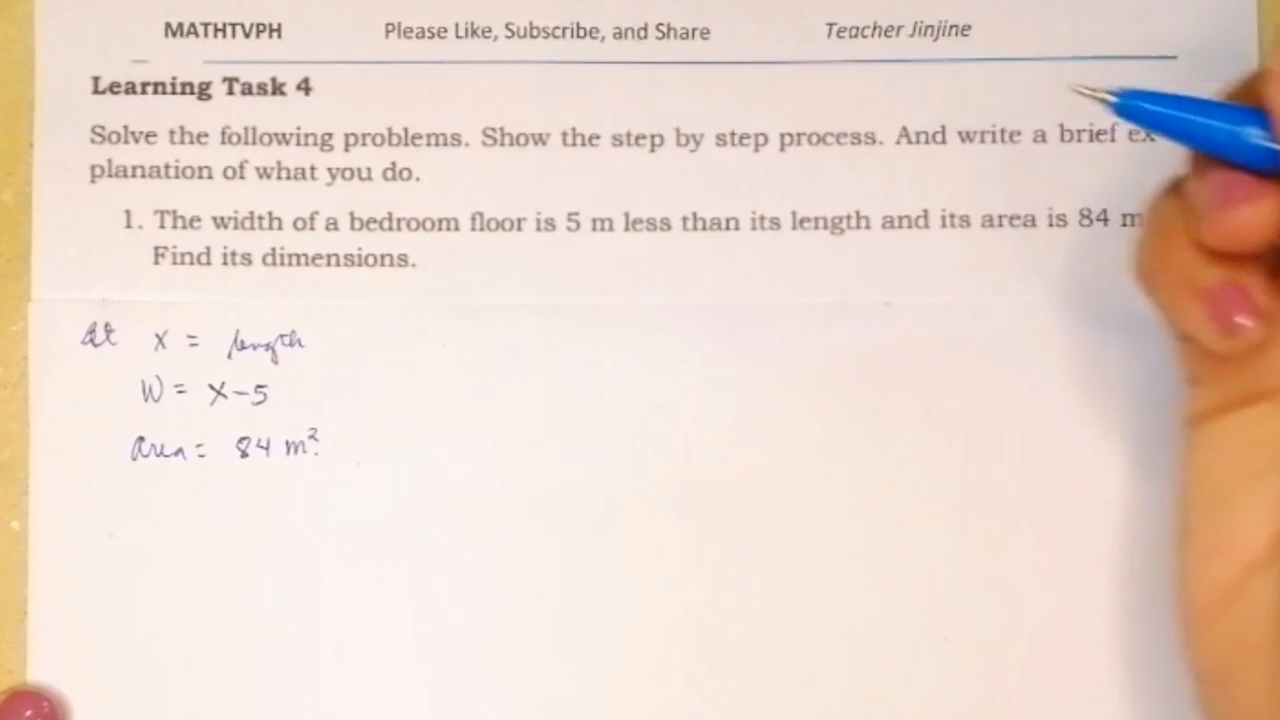 MATHTVPH Please Like, Subscribe, and Share Teacher Jinjine
Learning Task 4
Solve the following problems. Show the step by step process. And write a brief ex
planation of what you do.
1. The width of a bedroom floor is 5 m less than its length and its area is 84 m
Find its dimensions.
let x = length
W = x-5
area = 84 m².